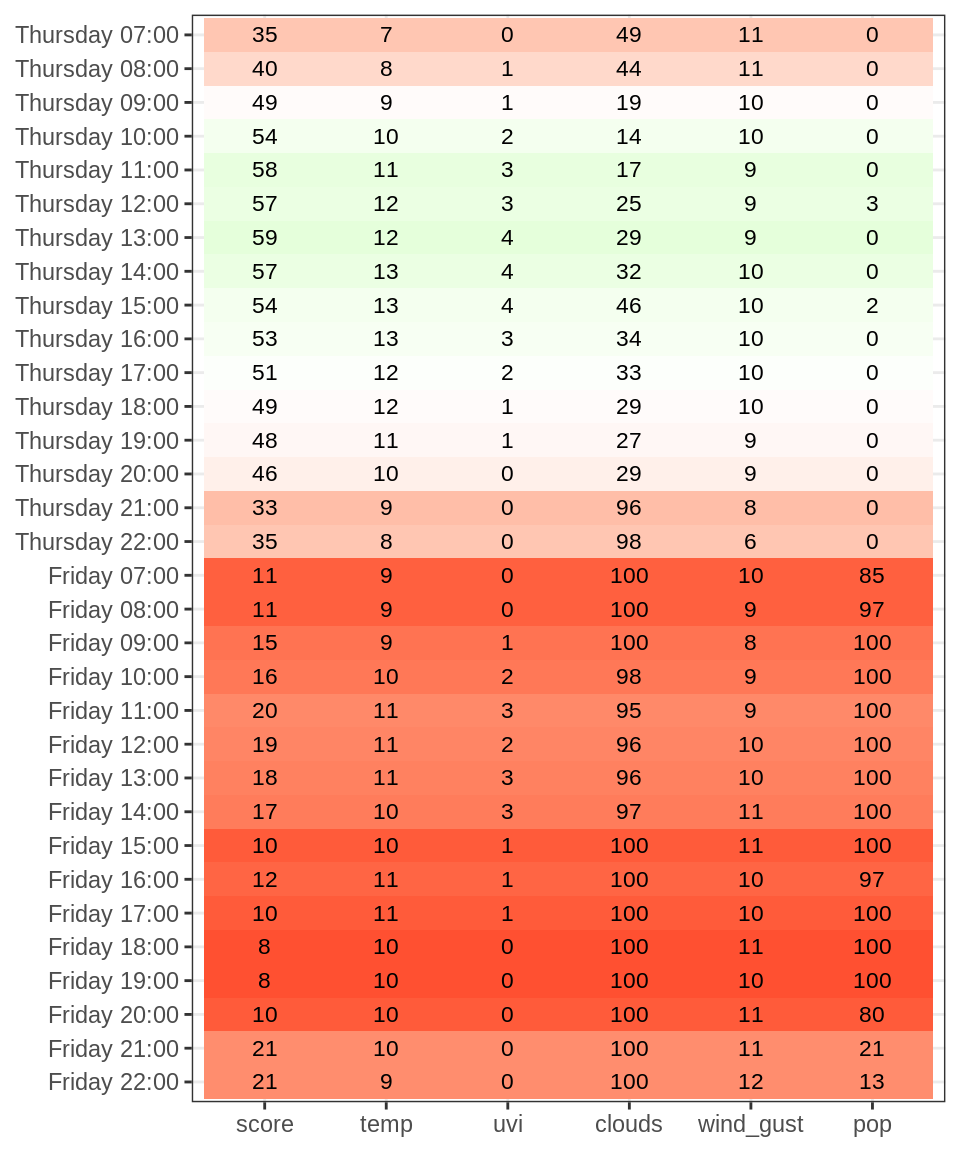 Thursday 07:00 35 7 0 49 11 0
Thursday 08:00 40 8 1 44 11 0
Thursday 09:00 49 9 1 19 10 0
Thursday 10:00 54 10 2 14 10 0
Thursday 11:00 58 11 3 17 9 0
Thursday 12:00 57 12 3 25 9 3
Thursday 13:00 59 12 4 29 9 0
Thursday 14:00 57 13 4 32 10 0
Thursday 15:00 54 13 4 46 10 2
Thursday 16:00 53 13 3 34 10 0
Thursday 17:00 51 12 2 33 10 0
Thursday 18:00 49 12 1 29 10 0
Thursday 19:00 48 11 1 27 9 0
Thursday 20:00 46 10 0 29 9 0
Thursday 21:00 33 9 0 96 8 0
Thursday 22:00 35 8 0 98 6 0
Friday 07:00 11 9 0 100 10 85
Friday 08:00 11 9 0 100 9 97
Friday 09:00 15 9 1 100 8 100
Friday 10:00 16 10 2 98 9 100
Friday 11:00 20 11 3 95 9 100
Friday 12:00 19 11 2 96 10 100
Friday 13:00 18 11 3 96 10 100
Friday 14:00 17 10 3 97 11 100
Friday 15:00 10 10 1 100 11 100
Friday 16:00 12 11 1 100 10 97
Friday 17:00 10 11 1 100 10 100
Friday 18:00 8 10 0 100 11 100
Friday 19:00 8 10 0 100 10 100
Friday 20:00 10 10 0 100 11 80
Friday 21:00 21 10 0 100 11 21
Friday 22:00 21 9 0 100 12 13
score temp uvi clouds wind_gust pop